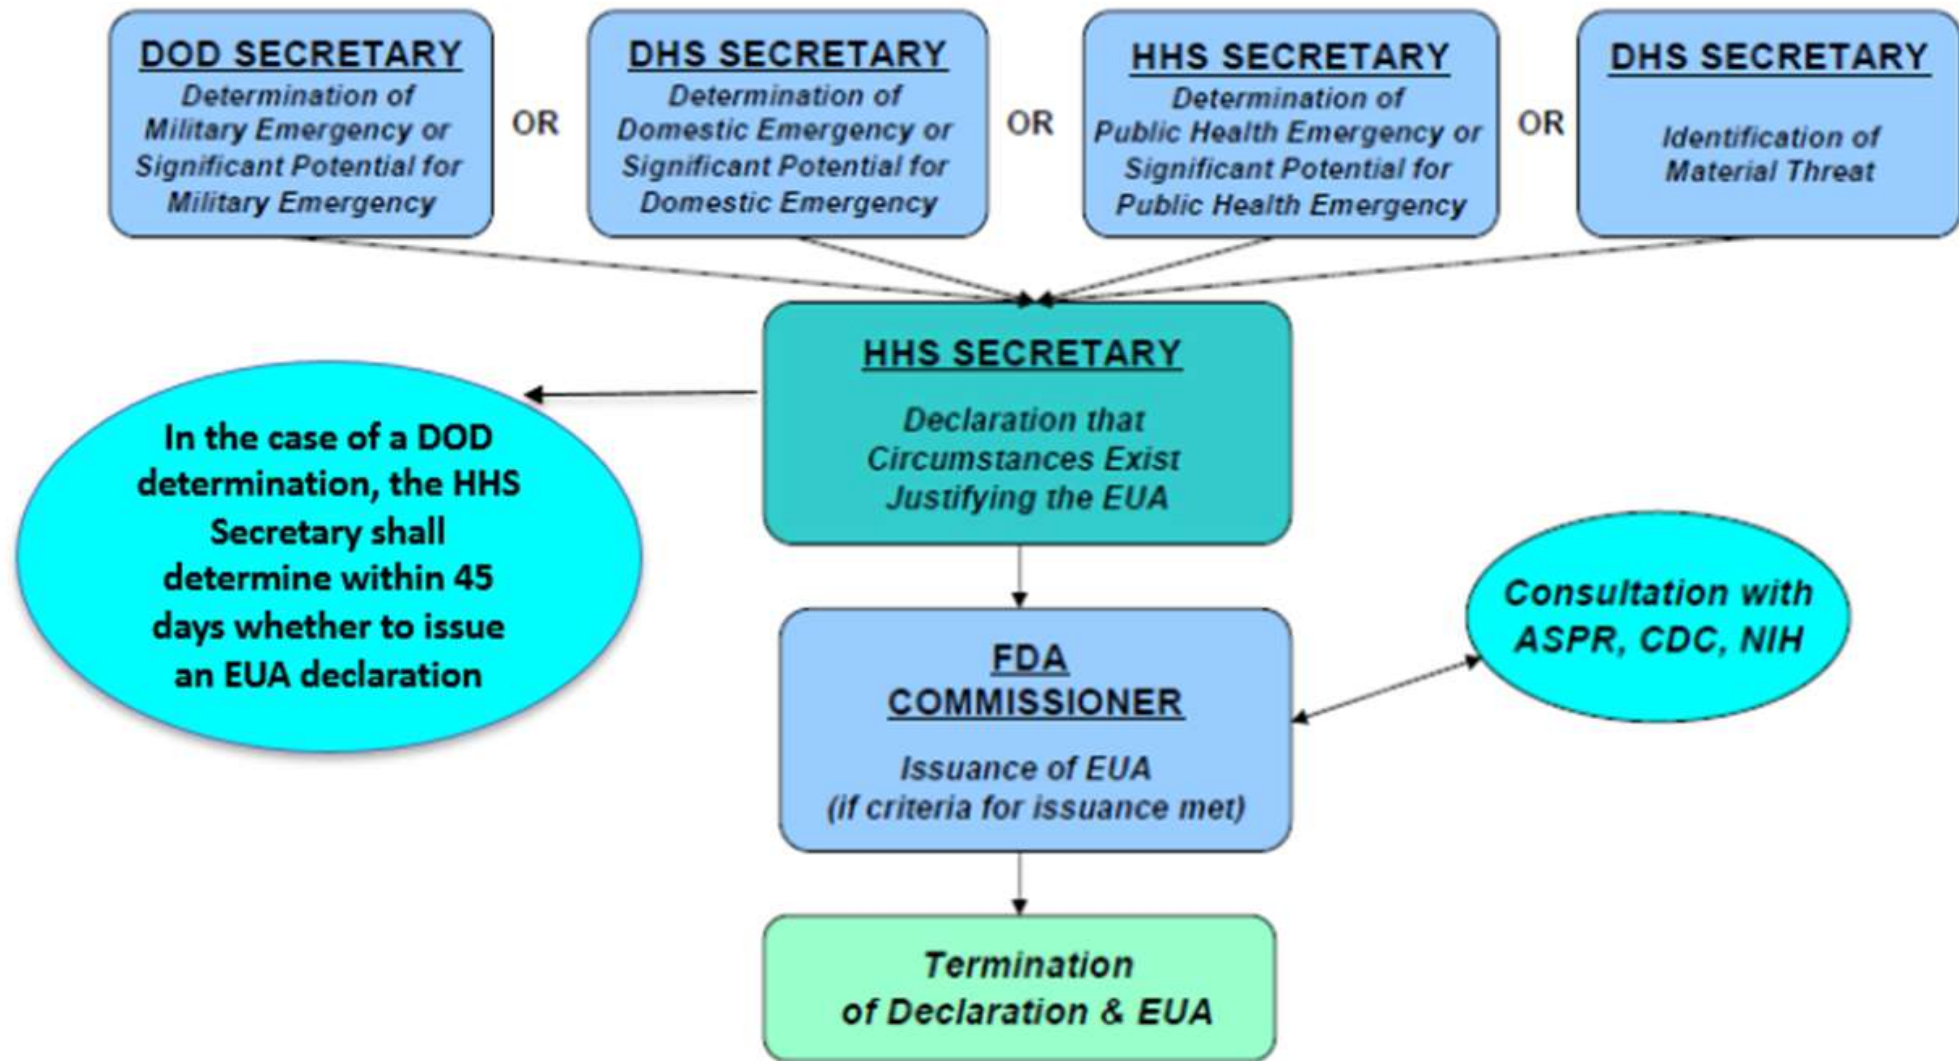 DOD SECRETARY
Determination of
Military Emergency or
Significant Potential for
Military Emergency
OR
DHS SECRETARY
Determination of
Domestic Emergency or
Significant Potential for
Domestic Emergency
OR
HHS SECRETARY
Determination of
Public Health Emergency or
Significant Potential for
Public Health Emergency
OR
DHS SECRETARY
Identification of
Material Threat
HHS SECRETARY
Declaration that
Circumstances Exist
Justifying the EUA
In the case of a DOD
determination, the HHS
Secretary shall
determine within 45
days whether to issue
an EUA declaration
Consultation with
ASPR, CDC, NIH
FDA
COMMISSIONER
Issuance of EUA
(if criteria for issuance met)
Termination
of Declaration & EUA